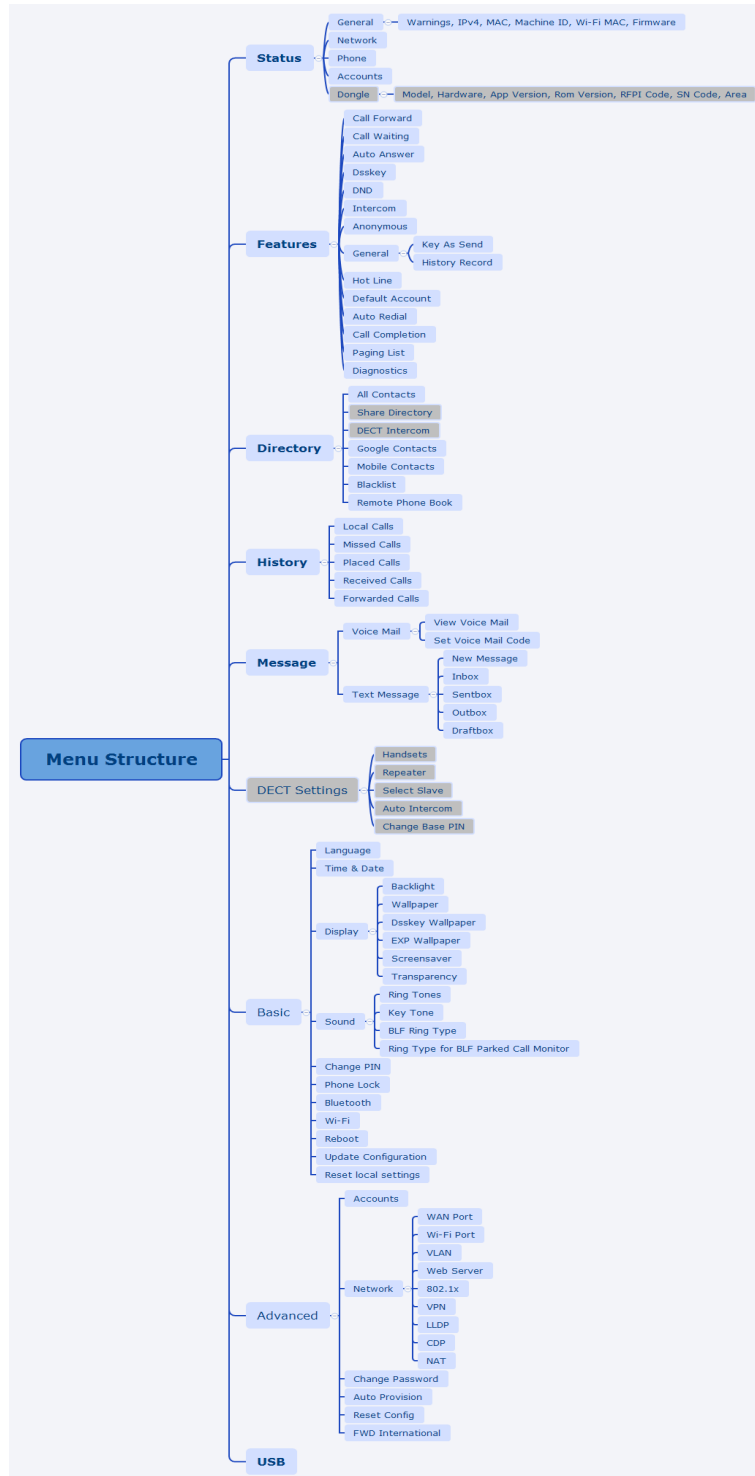 Menu Structure
Status
General
Warnings, IPv4, MAC, Machine ID, Wi-Fi MAC, Firmware
Network
Phone
Accounts
Dongle
Model, Hardware, App Version, Rom Version, RFPI Code, SN Code, Area
Features
Call Forward
Call Waiting
Auto Answer
Dsskey
DND
Intercom
Anonymous
General
Key As Send
History Record
Hot Line
Default Account
Auto Redial
Call Completion
Paging List
Diagnostics
Directory
All Contacts
Share Directory
DECT Intercom
Google Contacts
Mobile Contacts
Blacklist
Remote Phone Book
History
Local Calls
Missed Calls
Placed Calls
Received Calls
Forwarded Calls
Message
Voice Mail
View Voice Mail
Set Voice Mail Code
Text Message
New Message
Inbox
Sentbox
Outbox
Draftbox
DECT Settings
Handsets
Repeater
Select Slave
Auto Intercom
Change Base PIN
Basic
Language
Time & Date
Display
Backlight
Wallpaper
Dsskey Wallpaper
EXP Wallpaper
Screensaver
Transparency
Sound
Ring Tones
Key Tone
BLF Ring Type
Ring Type for BLF Parked Call Monitor
Change PIN
Phone Lock
Bluetooth
Wi-Fi
Reboot
Update Configuration
Reset local settings
Advanced
Accounts
Network
WAN Port
Wi-Fi Port
VLAN
Web Server
802.1x
VPN
LLDP
CDP
NAT
Change Password
Auto Provision
Reset Config
FWD International
USB